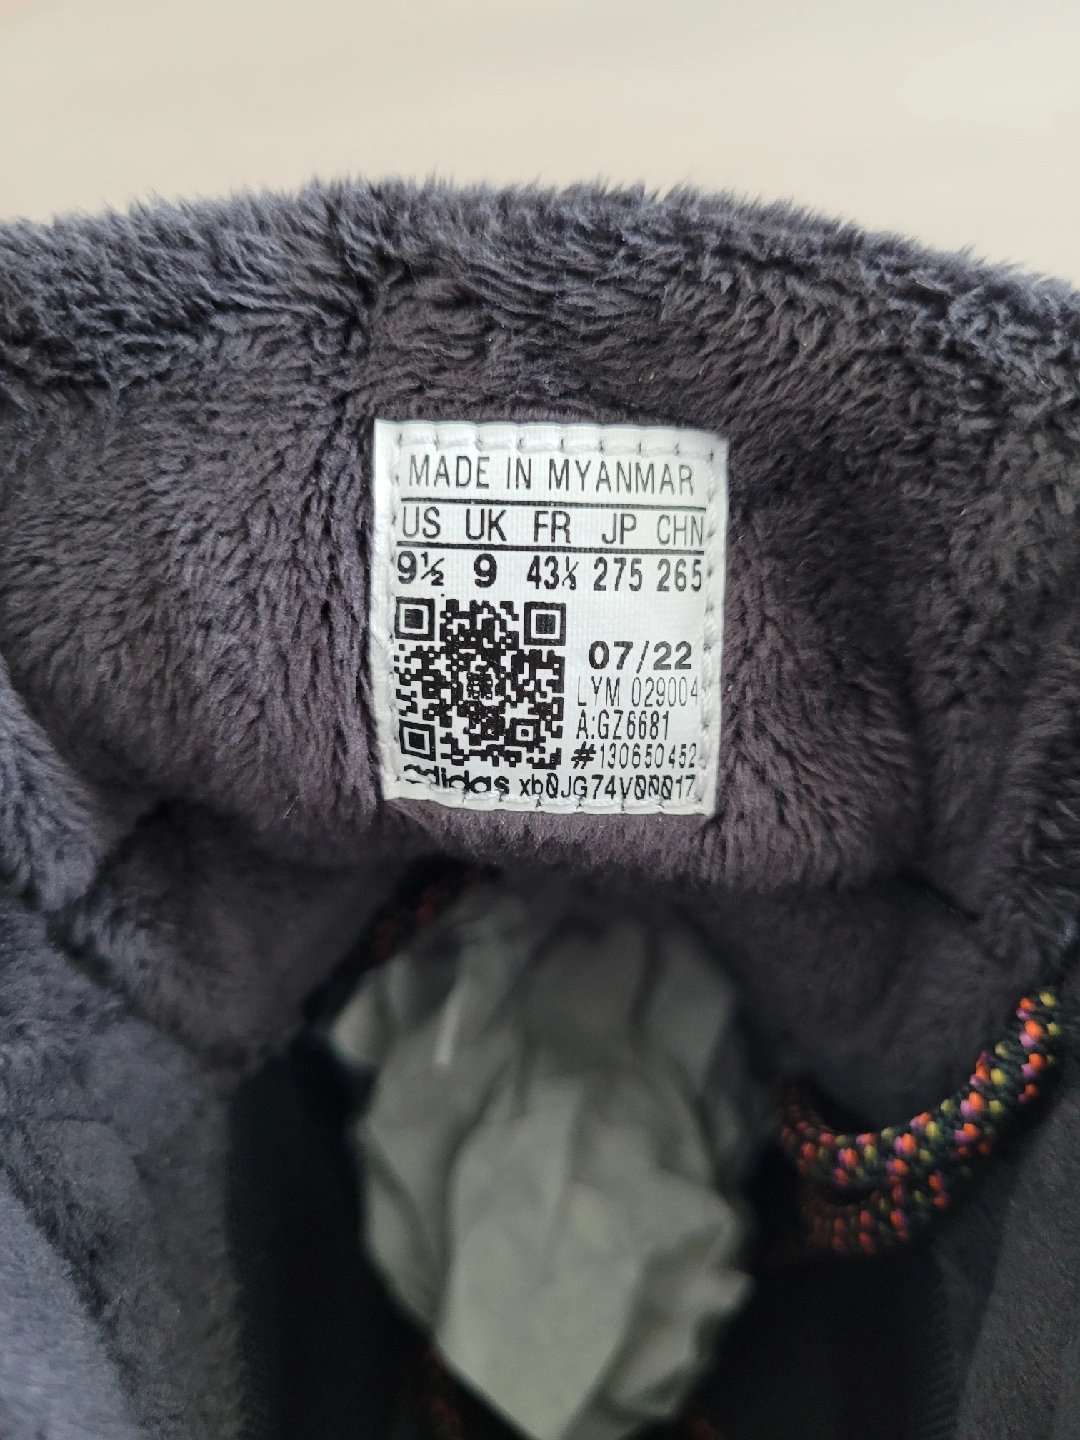 MADE IN MYANMAR
US UK FR JP CHN
9½ 9 43⅓ 275 265
07/22
LYM 029004
A:GZ6681
#130650452
adidas xb0JG74V00017